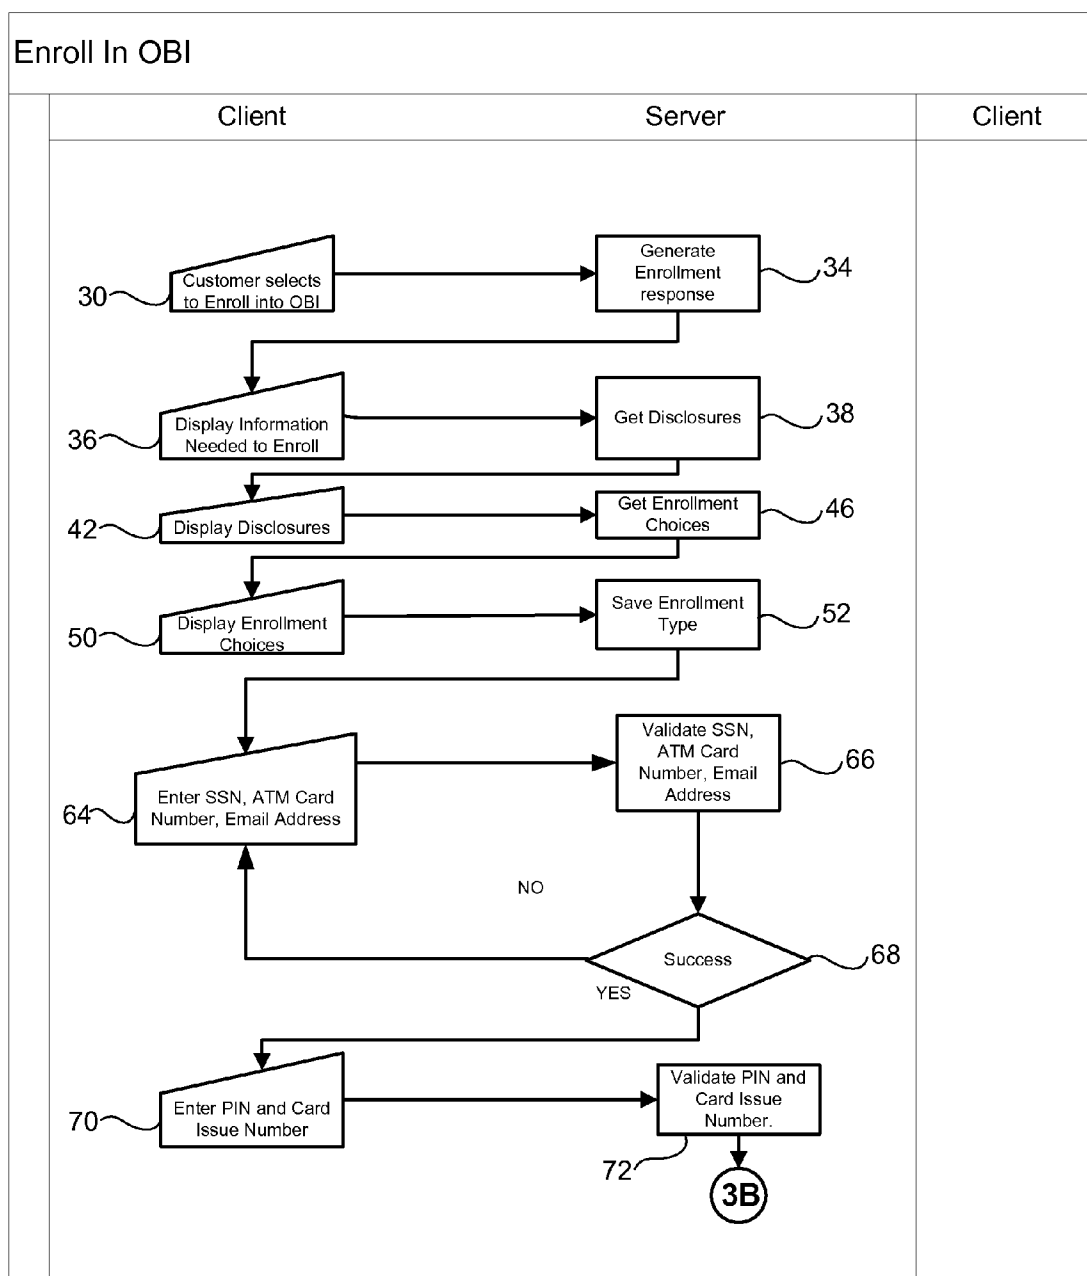 Enroll In OBI
Client
Server
Client
Customer selects
to Enroll into OBI
30
Generate
Enrollment
response
34
Display Information
Needed to Enroll
36
Get Disclosures
38
Display Disclosures
42
Get Enrollment
Choices
46
Display Enrollment
Choices
50
Save Enrollment
Type
52
Enter SSN, ATM Card
Number, Email Address
64
Validate SSN,
ATM Card
Number, Email
Address
66
NO
Success
68
YES
Enter PIN and Card
Issue Number
70
Validate PIN and
Card Issue
Number.
72
3B